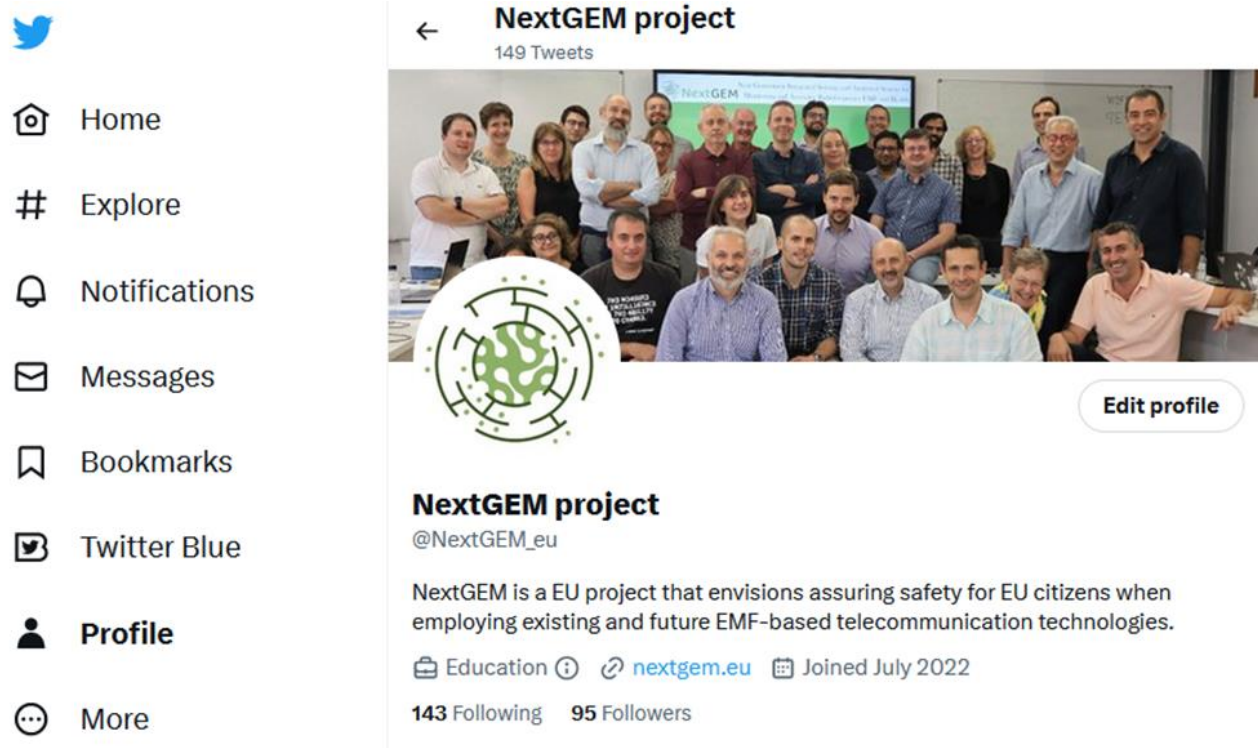 Home
Explore
Notifications
Messages
Bookmarks
Twitter Blue
Profile
More
NextGEM project
149 Tweets
NextGEM
NextGEM project
@NextGEM_eu
Edit profile
NextGEM is a EU project that envisions assuring safety for EU citizens when
employing existing and future EMF-based telecommunication technologies.
Education nextgem.eu Joined July 2022
143 Following 95 Followers